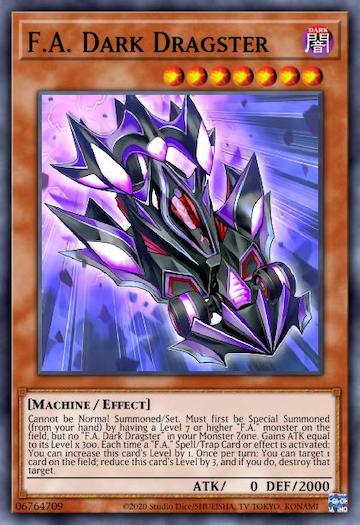 F.A. Dark Dragster
DARK
闇
[Machine / Effect]
Cannot be Normal Summoned/Set. Must first be Special Summoned
(from your hand) by having a Level 7 or higher "F.A." monster on the
field, but no "F.A. Dark Dragster" in your Monster Zone. Gains ATK equal
to its Level x 300. Each time a "F.A." Spell/Trap Card or effect is activated:
You can increase this card's Level by 1. Once per turn: You can target 1
card on the field; reduce this card's Level by 3, and if you do, destroy that
target.
ATK/ 0 DEF/2000
06764709
©2020 Studio Dice/SHUEISHA, TV TOKYO, KONAMI